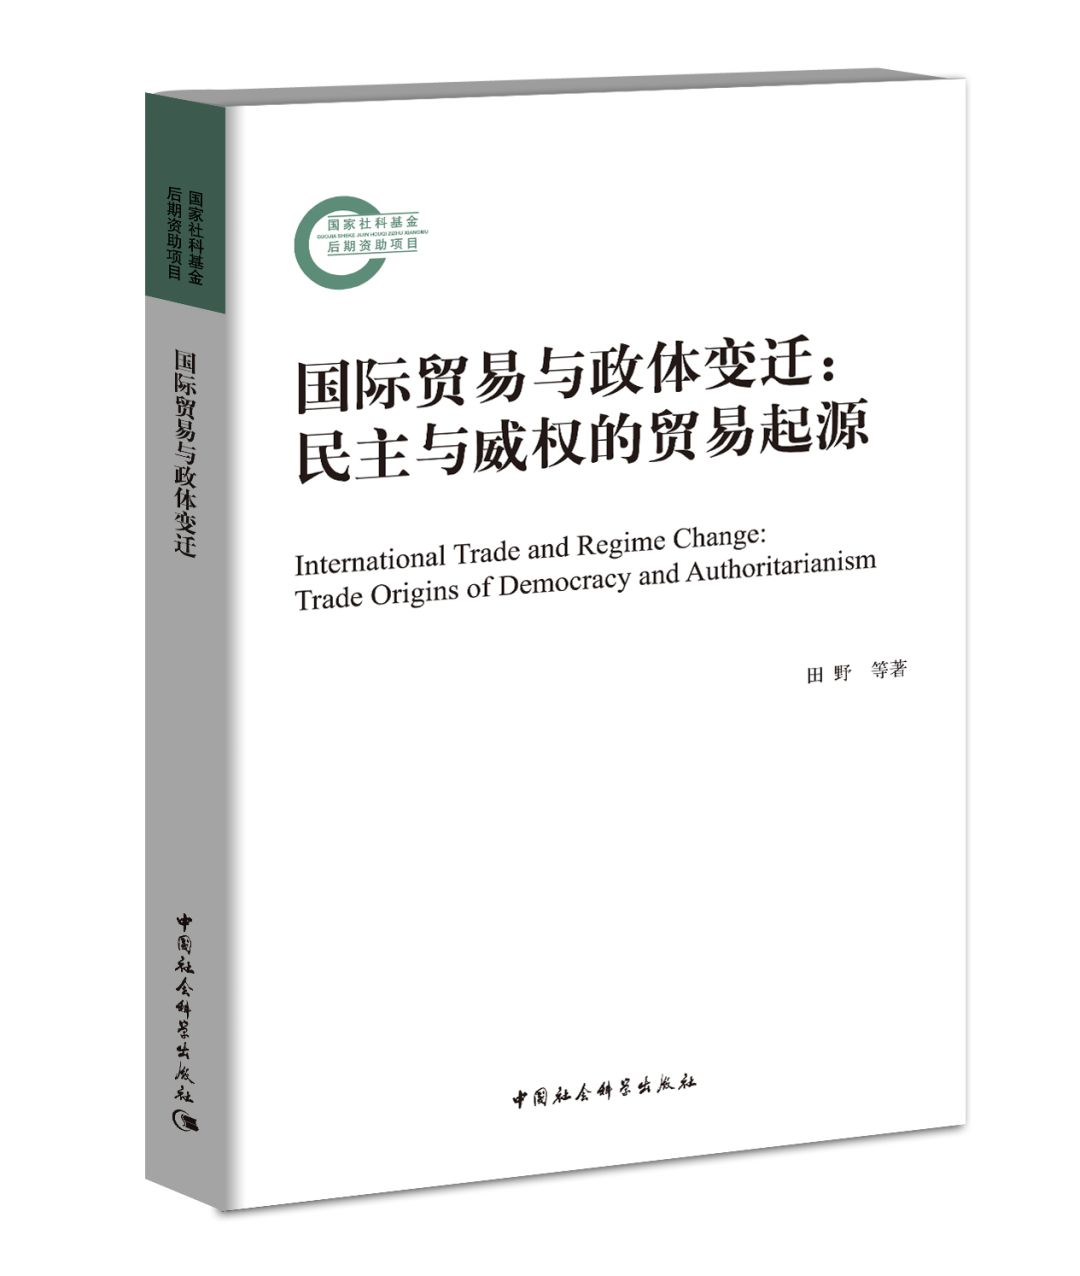 国家社科基金
后期资助项目
国际贸易与政体变迁
中国社会科学出版社
国家社科基金
GUOJIA SHEKE JIJIN HOUQI ZIZHU XIANGMU
后期资助项目
国际贸易与政体变迁：
民主与威权的贸易起源
International Trade and Regime Change:
Trade Origins of Democracy and Authoritarianism
田野 等著
中国社会科学出版社